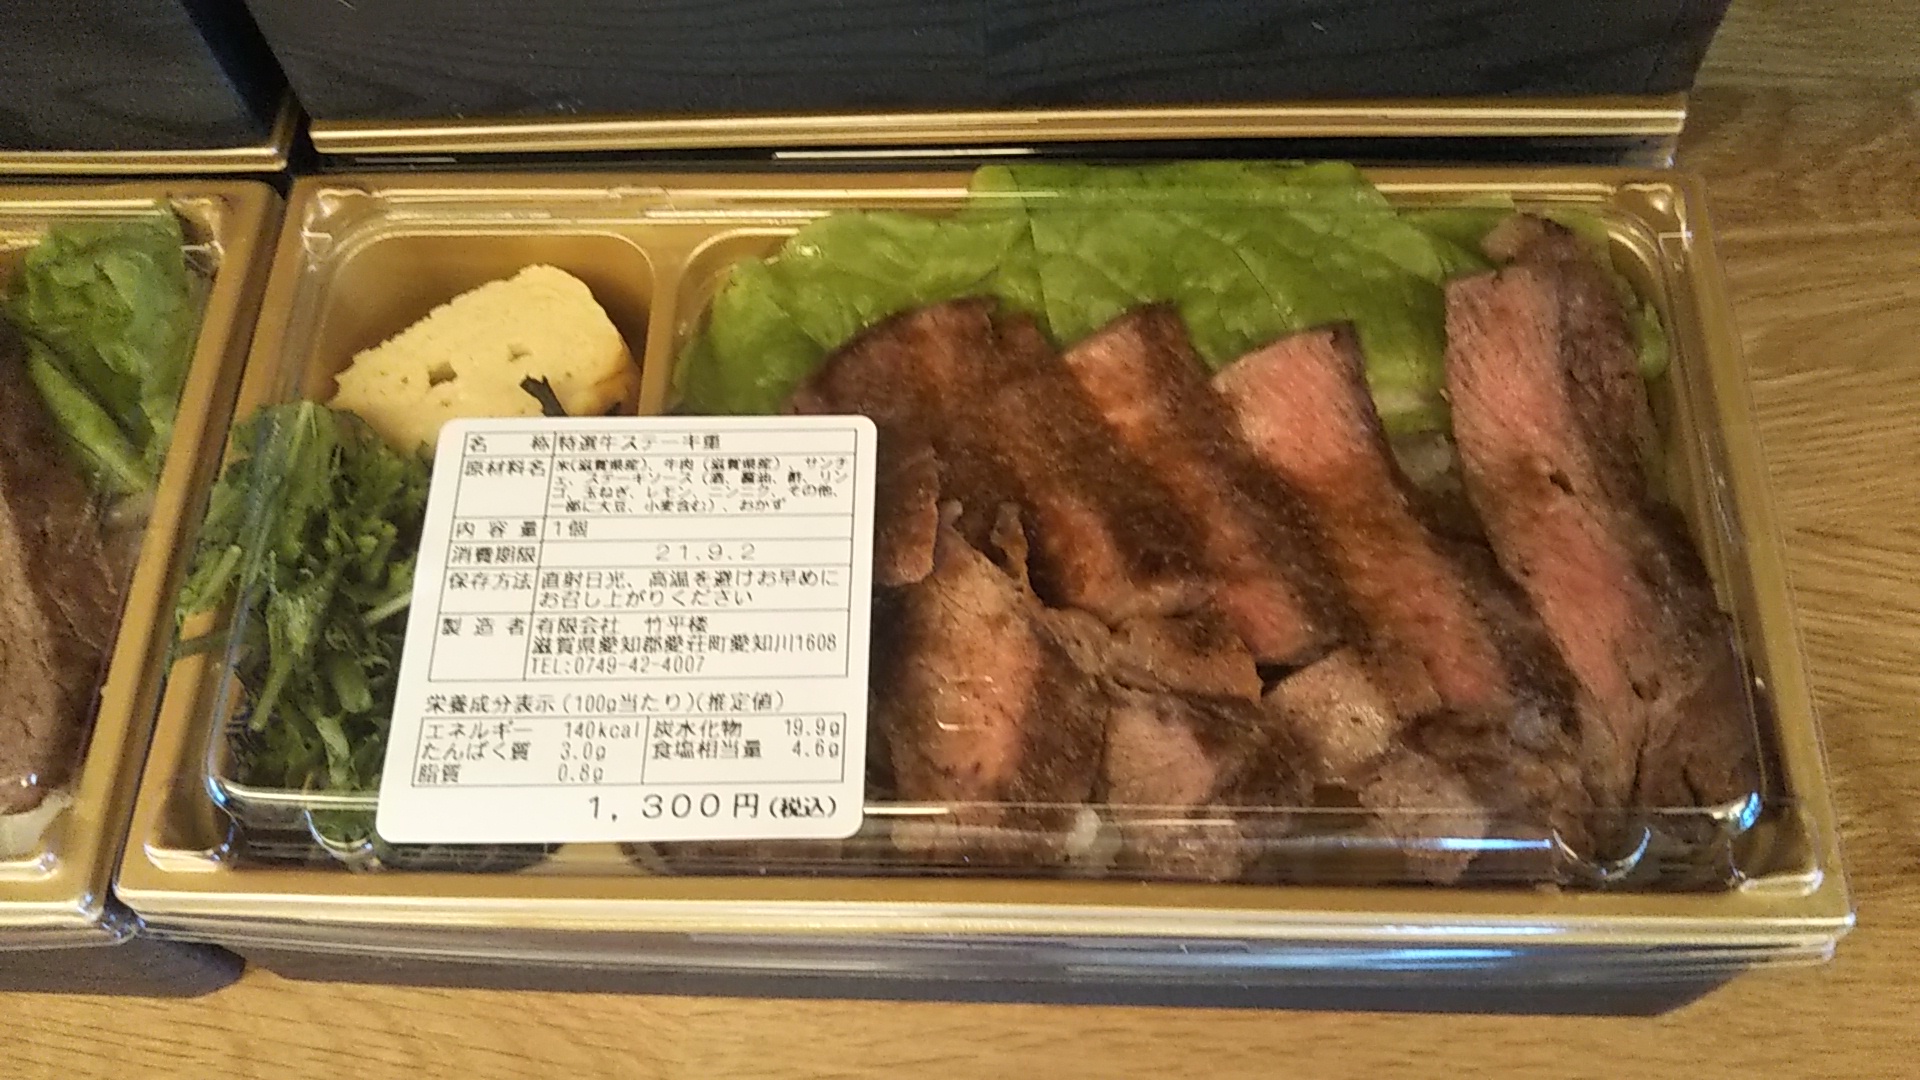 名 称 特選牛ステーキ重
原材料名 米(滋賀県産)、牛肉(滋賀県産)、サンチ
ュ、ステーキソース(酒、醤油、酢、リン
ゴ、玉ねぎ、レモン、ニンニク、その他、
一部に大豆、小麦含む)、おかず
内容量 1個
消費期限 21.9.2
保存方法 直射日光、高温を避けお早めに
お召し上がりください
製造者 有限会社 竹平楼
滋賀県愛知郡愛荘町愛知川1608
TEL:0749-42-4007
栄養成分表示(100g当たり)(推定値)
エネルギー 140kcal 炭水化物 19.9g
たんぱく質 3.0g 食塩相当量 4.6g
脂質 0.8g
1,300円(税込)